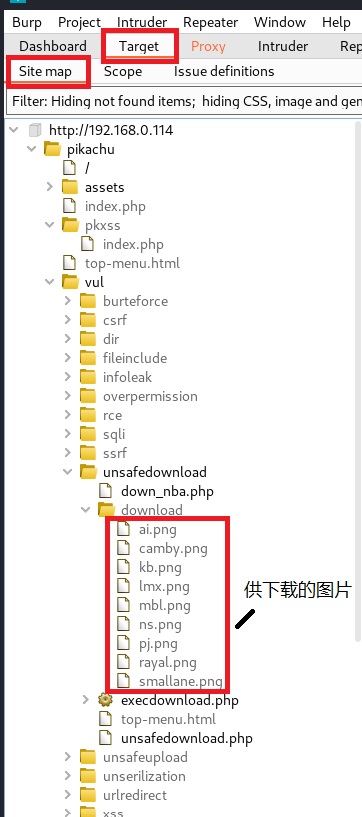 Burp Project Intruder Repeater Window Help
Dashboard Target Proxy Intruder Rep
Site map Scope Issue definitions
Filter: Hiding not found items; hiding CSS, image and gen
http://192.168.0.114
pikachu
/
assets
index.php
pkxss
index.php
top-menu.html
vul
burteforce
csrf
dir
fileinclude
infoleak
overpermission
rce
sqli
ssrf
unsafedownload
down_nba.php
download
ai.png
camby.png
kb.png
供下载的图片
lmx.png
mbl.png
ns.png
pj.png
rayal.png
smallane.png
execdownload.php
top-menu.html
unsafedownload.php
unsafeupload
unserilization
urlredirect
xss